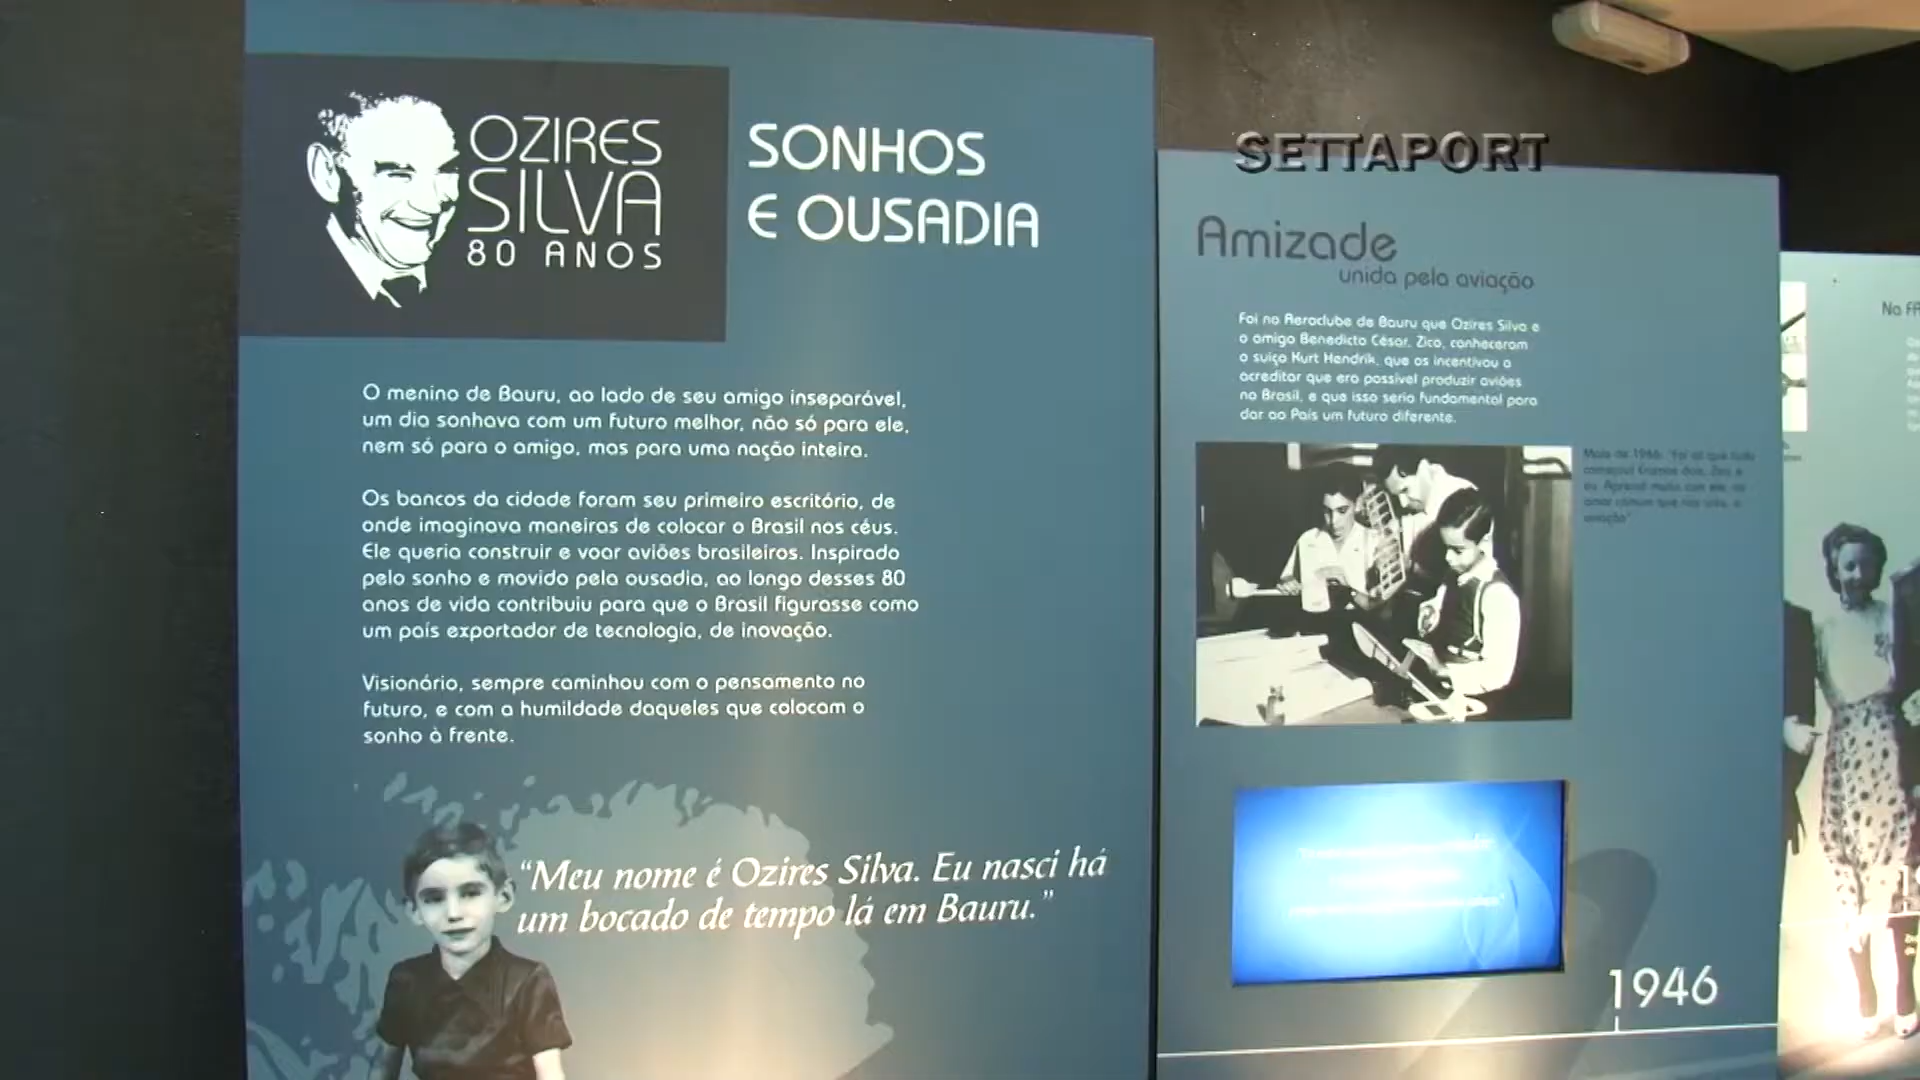 OZIRES
SILVA
80 ANOS
SONHOS
E OUSADIA
O menino de Bauru, ao lado de seu amigo inseparável,
um dia sonhava com um futuro melhor, não só para ele,
nem só para o amigo, mas para uma nação inteira.
Os bancos da cidade foram seu primeiro escritório, de
onde imaginava maneiras de colocar o Brasil nos céus.
Ele queria construir e voar aviões brasileiros. Inspirado
pelo sonho e movido pela ousadia, ao longo desses 80
anos de vida contribuiu para que o Brasil figurasse como
um país exportador de tecnologia, de inovação.
Visionário, sempre caminhou com o pensamento no
futuro, e com a humildade daqueles que colocam o
sonho à frente.
“Meu nome é Ozires Silva. Eu nasci há
um bocado de tempo lá em Bauru.”
SETTAPORT
Amizade
unida pela aviação
Foi no Aeroclube de Bauru que Ozires Silva e
o amigo Benedicto César, Zico, conheceram
o suíço Kurt Hendrik, que os incentivou a
acreditar que era possível produzir aviões
no Brasil, e que isso seria fundamental para
dar ao País um futuro diferente.
1946
Na